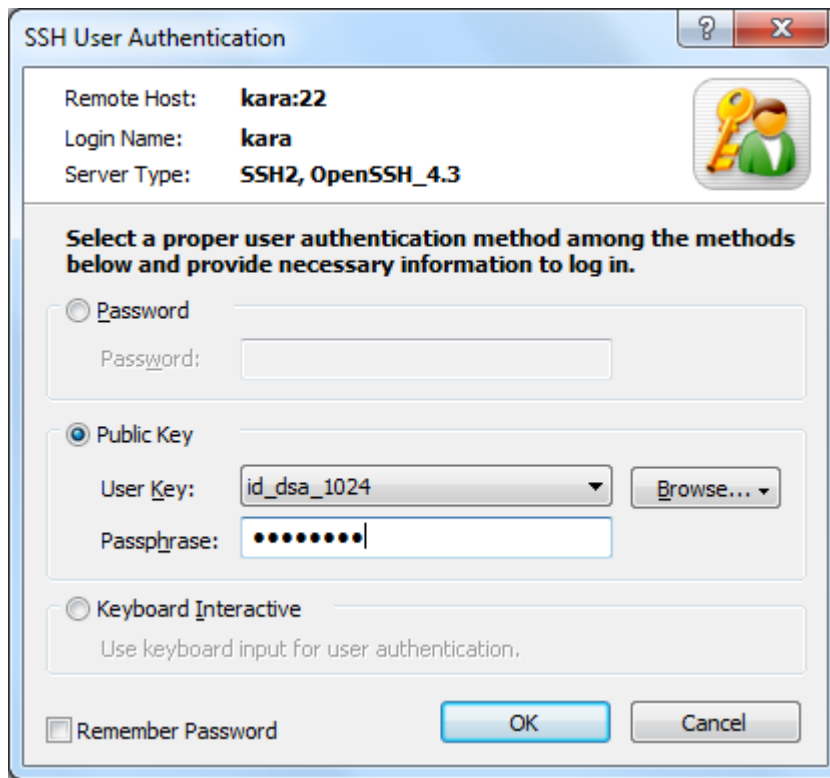 SSH User Authentication
?
Remote Host: kara:22
Login Name: kara
Server Type: SSH2, OpenSSH_4.3
Select a proper user authentication method among the methods
below and provide necessary information to log in.
Password
Password:
Public Key
User Key: id_dsa_1024 Browse...
Passphrase: ••••••••
Keyboard Interactive
Use keyboard input for user authentication.
Remember Password OK Cancel